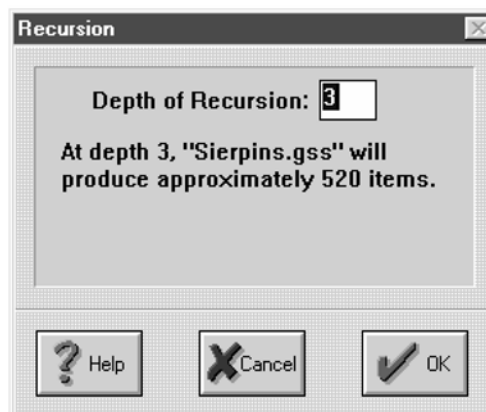 Recursion
Depth of Recursion: 3
At depth 3, "Sierpins.gss" will
produce approximately 520 items.
Help
Cancel
OK